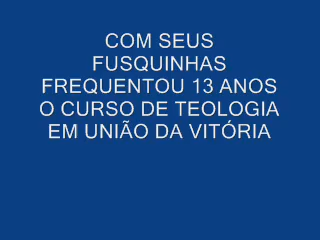 COM SEUS
FUSQUINHAS
FREQUENTOU 13 ANOS
O CURSO DE TEOLOGIA
EM UNIÃO DA VITÓRIA